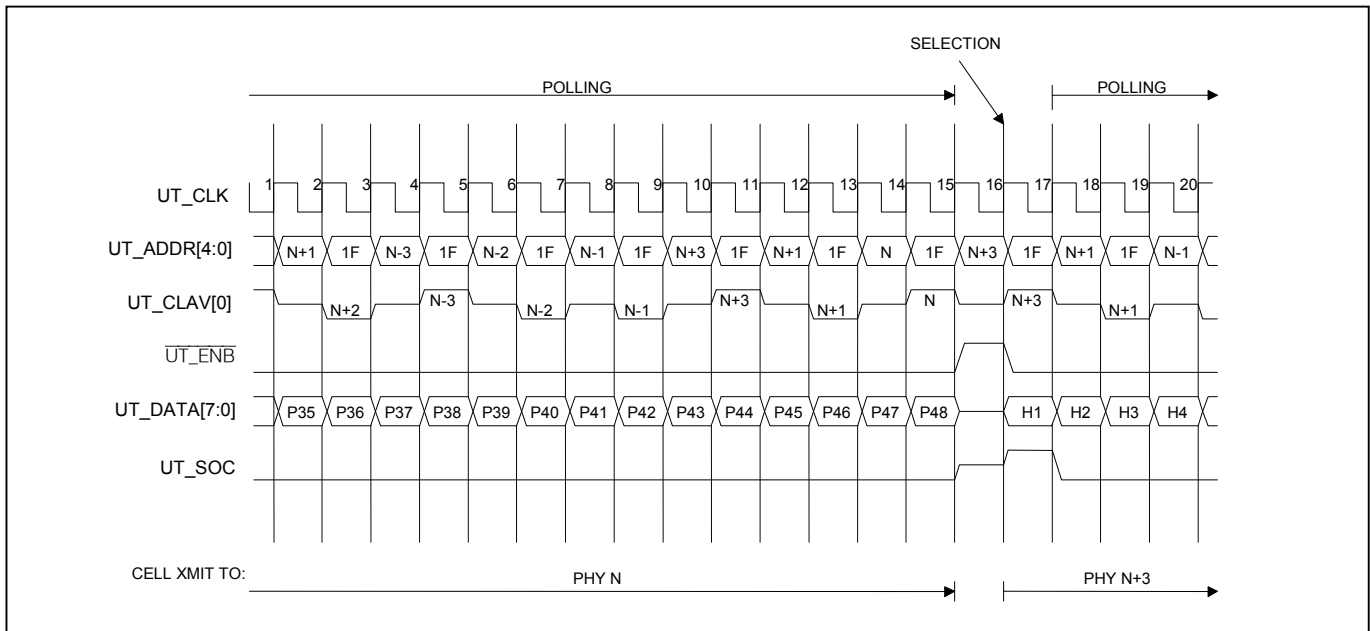 SELECTION
POLLING POLLING
UT_CLK 1 2 3 4 5 6 7 8 9 10 11 12 13 14 15 16 17 18 19 20
UT_ADDR[4:0] N+1 1F N-3 1F N-2 1F N-1 1F N+3 1F N+1 1F N 1F N+3 1F N+1 1F N-1
UT_CLAV[0] N+2 N-3 N-2 N-1 N+3 N+1 N N+3 N+1
UT_ENB
UT_DATA[7:0] P35 P36 P37 P38 P39 P40 P41 P42 P43 P44 P45 P46 P47 P48 H1 H2 H3 H4
UT_SOC
CELL XMIT TO: PHY N PHY N+3